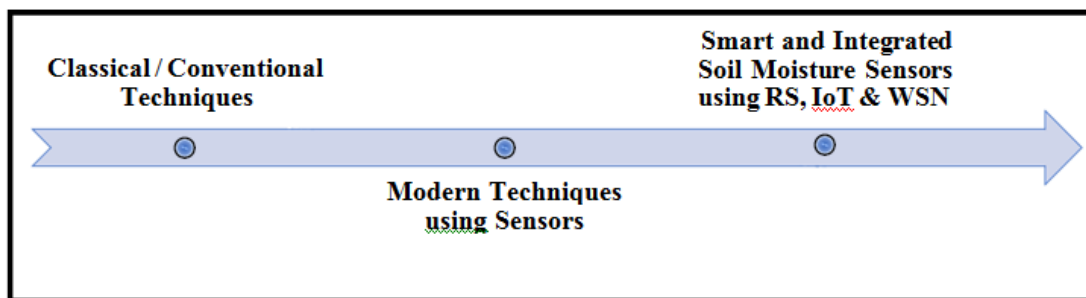 Classical / Conventional
Techniques
Modern Techniques
using Sensors
Smart and Integrated
Soil Moisture Sensors
using RS, IoT & WSN